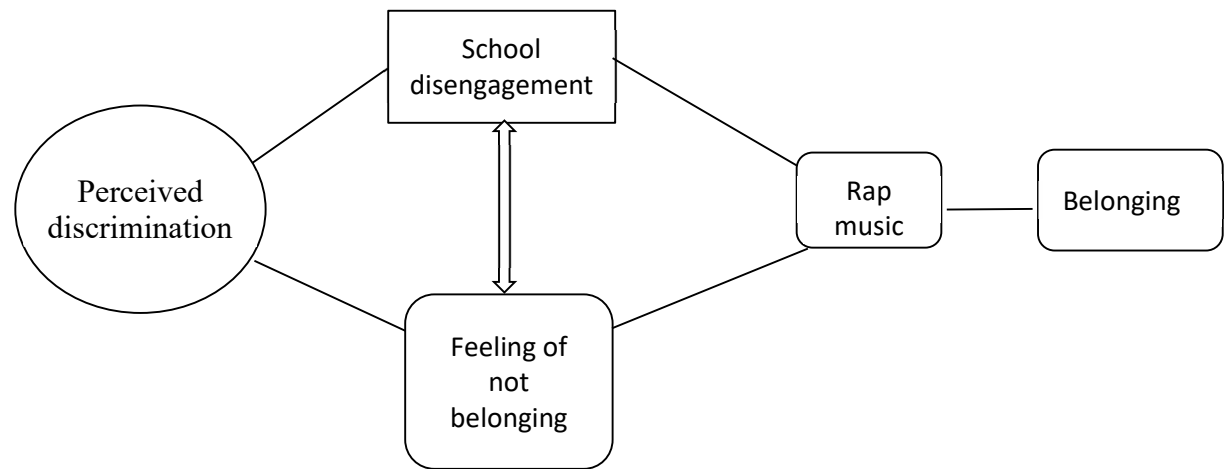 School
disengagement
Perceived
discrimination
Rap
music
Belonging
Feeling of
not
belonging